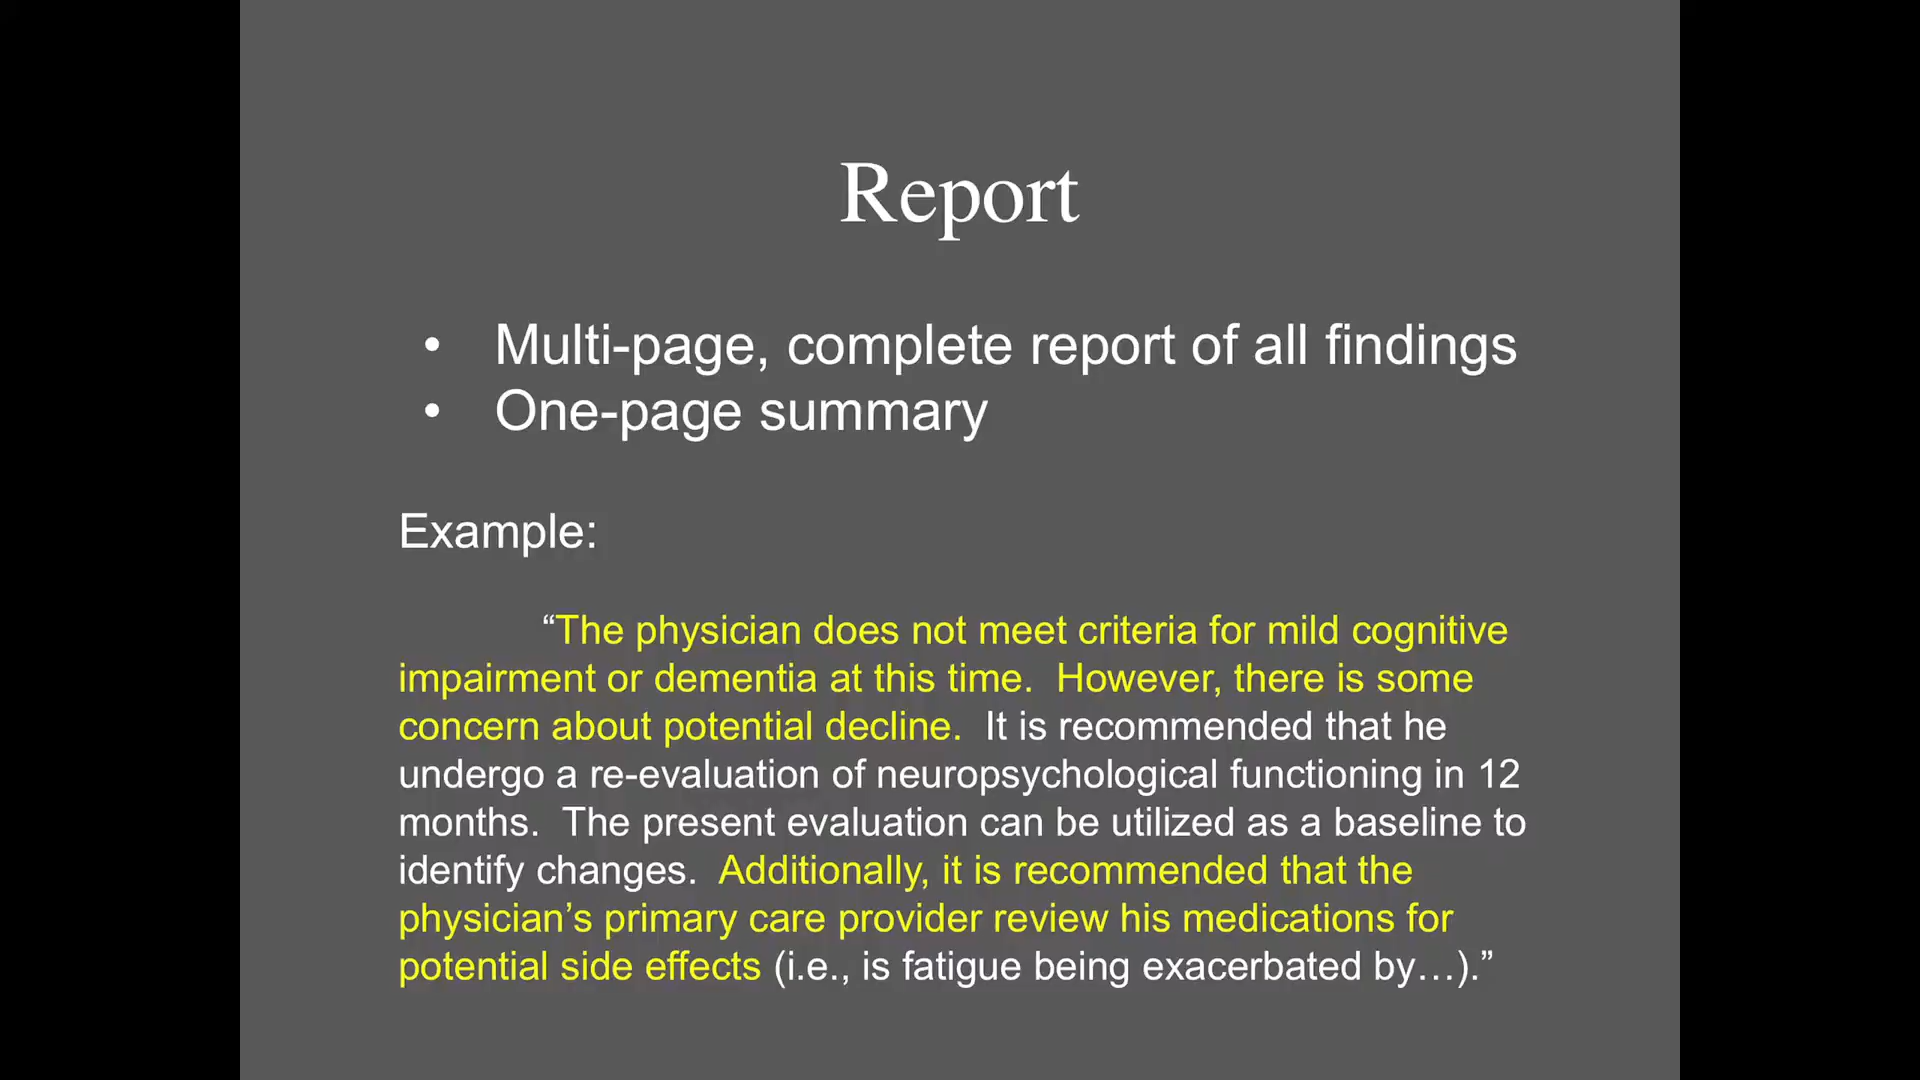 Report
• Multi-page, complete report of all findings
• One-page summary
Example:
“The physician does not meet criteria for mild cognitive
impairment or dementia at this time.  However, there is some
concern about potential decline.  It is recommended that he
undergo a re-evaluation of neuropsychological functioning in 12
months.  The present evaluation can be utilized as a baseline to
identify changes.  Additionally, it is recommended that the
physician’s primary care provider review his medications for
potential side effects (i.e., is fatigue being exacerbated by…).”